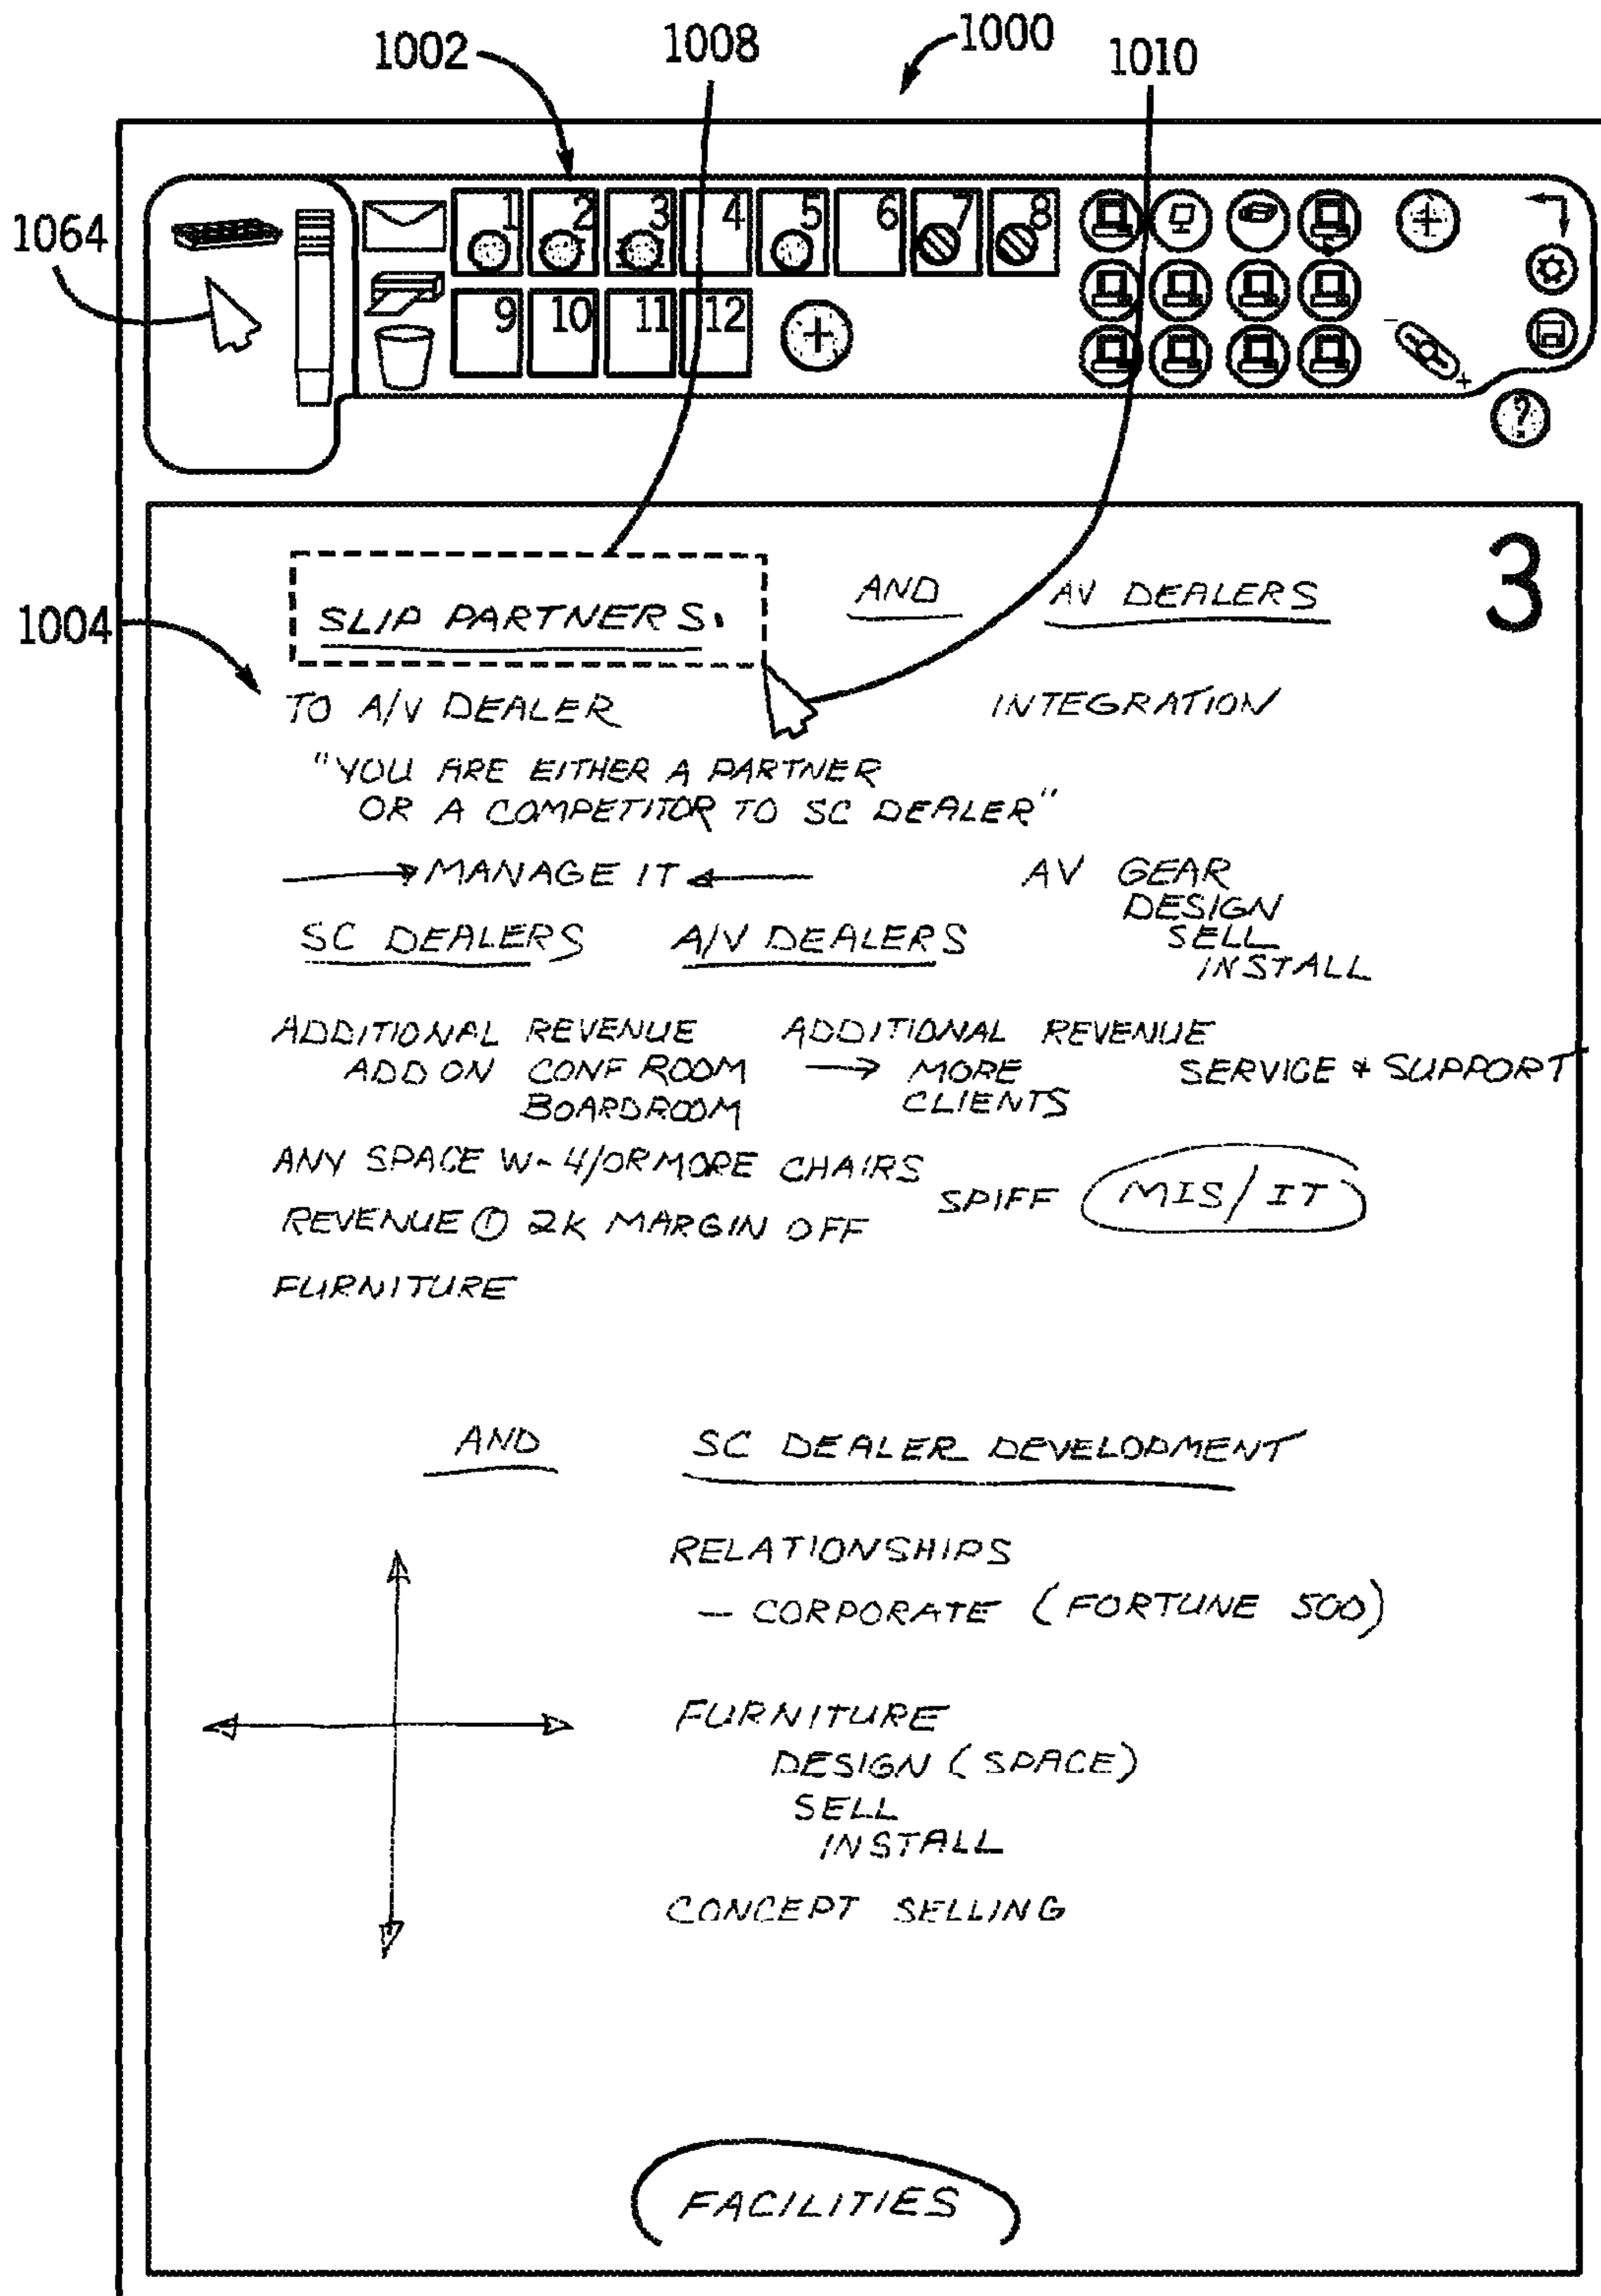 1002
1008
1000
1010
1064
1 2 3 4 5 6 7 8
9 10 11 12
?
3
1004
SLIP PARTNERS. AND AV DEALERS
TO A/V DEALER INTEGRATION
"YOU ARE EITHER A PARTNER
OR A COMPETITOR TO SC DEALER"
MANAGE IT AV GEAR
DESIGN
SC DEALERS A/V DEALERS SELL
INSTALL
ADDITIONAL REVENUE ADDITIONAL REVENUE
ADD ON CONF ROOM → MORE SERVICE & SUPPORT
BOARDROOM CLIENTS
ANY SPACE W- 4/OR MORE CHAIRS
SPIFF MIS/IT
REVENUE ① 2K MARGIN OFF
FURNITURE
AND SC DEALER DEVELOPMENT
RELATIONSHIPS
– CORPORATE (FORTUNE 500)
FURNITURE
DESIGN (SPACE)
SELL
INSTALL
CONCEPT SELLING
FACILITIES